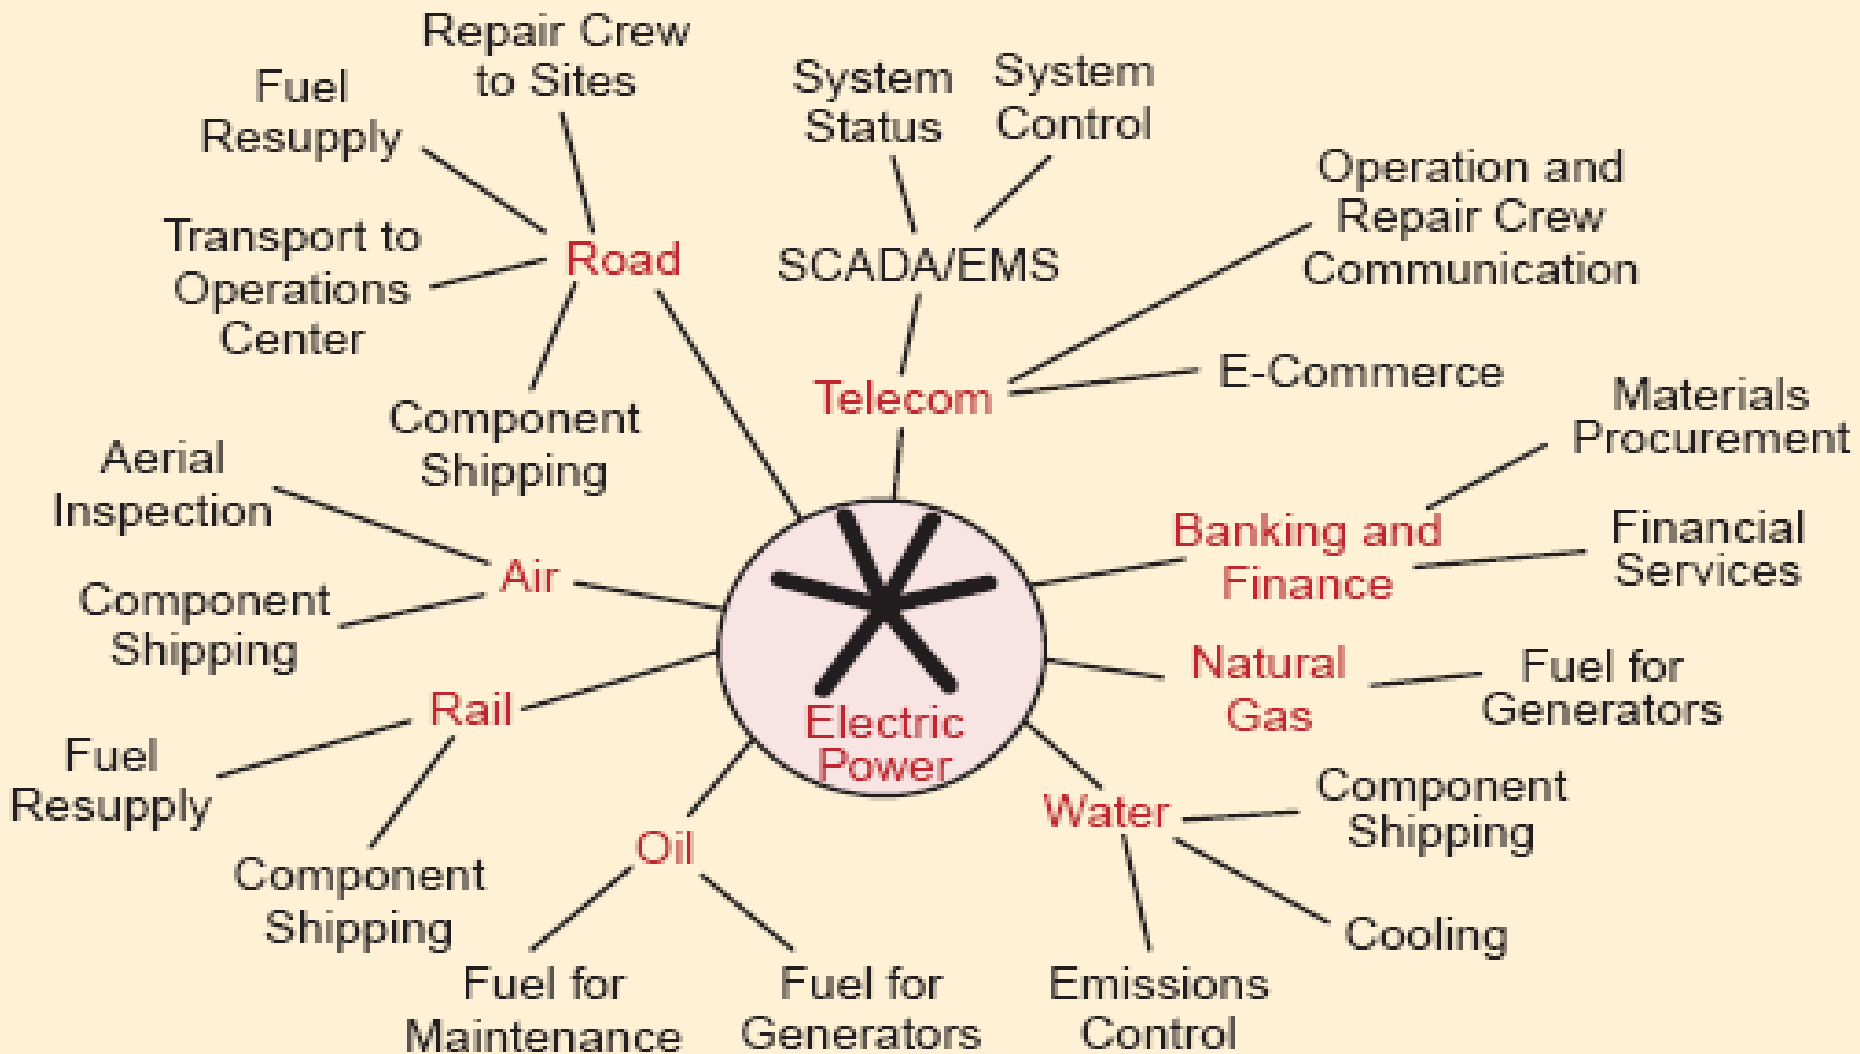 Repair Crew
to Sites
Fuel
Resupply
Transport to
Operations
Center
Road
Component
Shipping
System
Status
System
Control
SCADA/EMS
Operation and
Repair Crew
Communication
Telecom
E-Commerce
Materials
Procurement
Banking and
Finance
Financial
Services
Aerial
Inspection
Air
Component
Shipping
Natural
Gas
Fuel for
Generators
Rail
Fuel
Resupply
Component
Shipping
Electric
Power
Water
Component
Shipping
Cooling
Emissions
Control
Oil
Fuel for
Maintenance
Fuel for
Generators